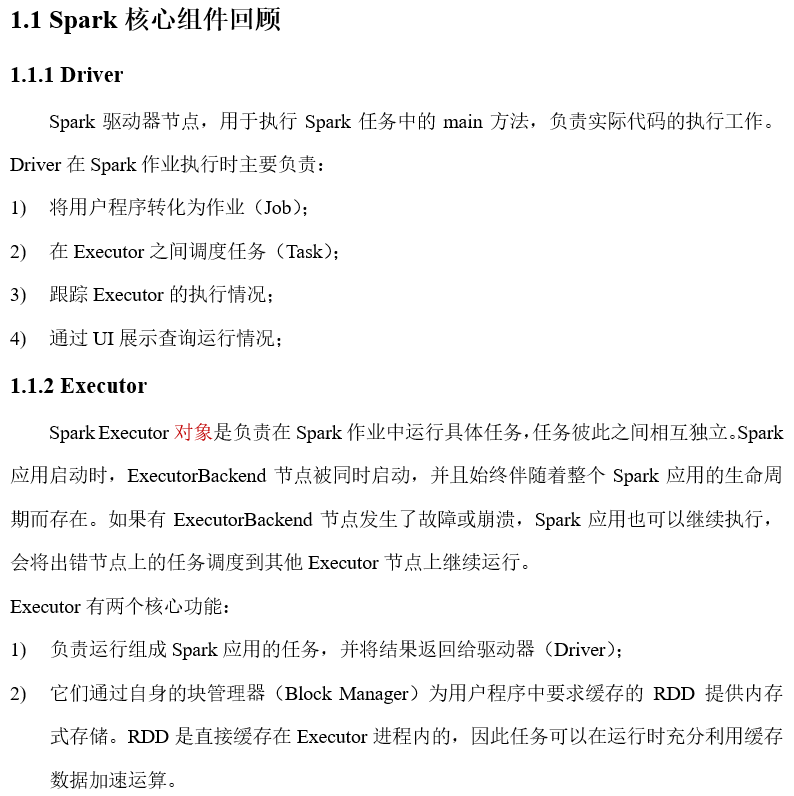 1.1 Spark 核心组件回顾
1.1.1 Driver
Spark 驱动器节点，用于执行 Spark 任务中的 main 方法，负责实际代码的执行工作。
Driver 在 Spark 作业执行时主要负责：
1) 将用户程序转化为作业（Job）；
2) 在 Executor 之间调度任务（Task）；
3) 跟踪 Executor 的执行情况；
4) 通过 UI 展示查询运行情况；
1.1.2 Executor
Spark Executor 对象是负责在 Spark 作业中运行具体任务，任务彼此之间相互独立。Spark
应用启动时，ExecutorBackend 节点被同时启动，并且始终伴随着整个 Spark 应用的生命周
期而存在。如果有 ExecutorBackend 节点发生了故障或崩溃，Spark 应用也可以继续执行，
会将出错节点上的任务调度到其他 Executor 节点上继续运行。
Executor 有两个核心功能：
1) 负责运行组成 Spark 应用的任务，并将结果返回给驱动器（Driver）；
2) 它们通过自身的块管理器（Block Manager）为用户程序中要求缓存的 RDD 提供内存
式存储。RDD 是直接缓存在 Executor 进程内的，因此任务可以在运行时充分利用缓存
数据加速运算。